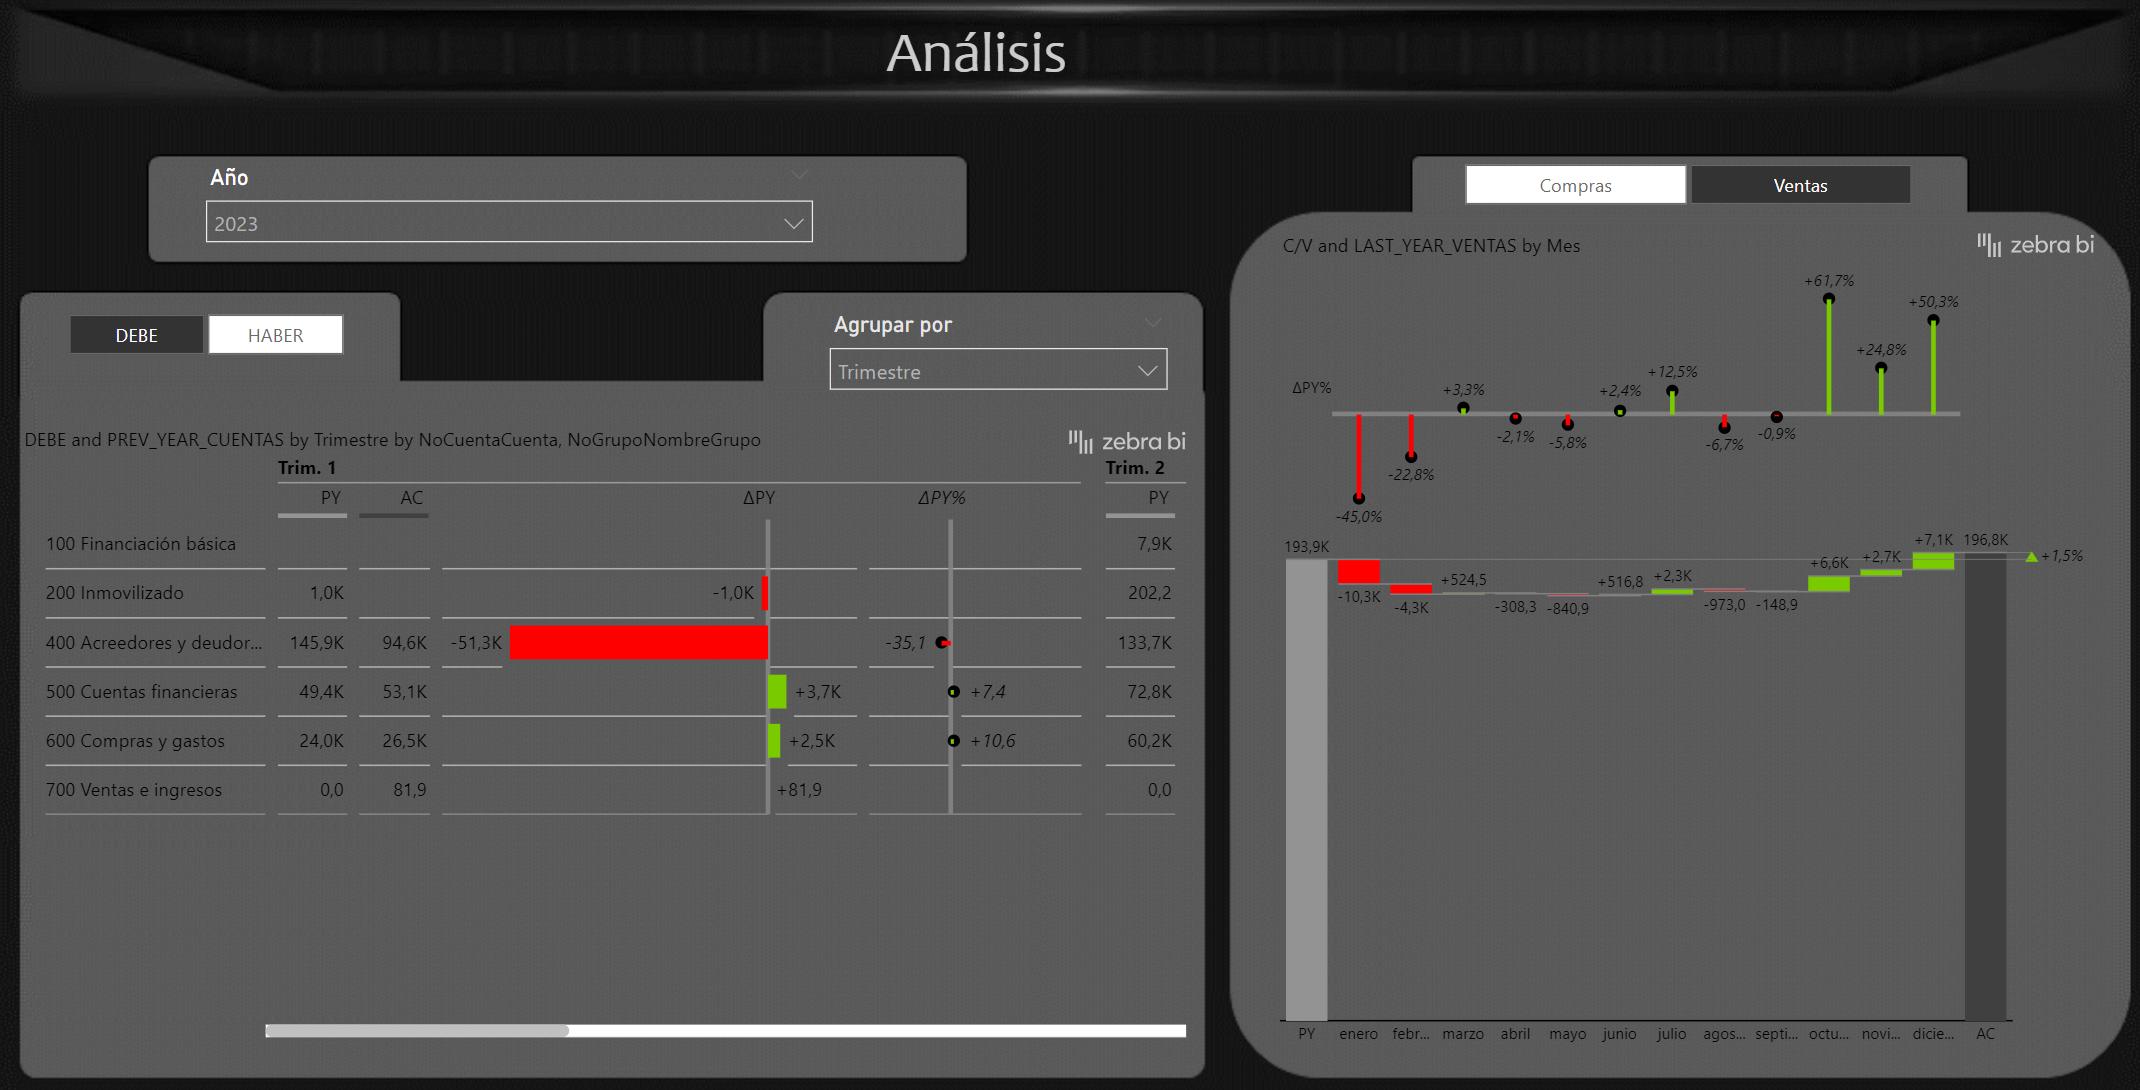 Análisis
Año
2023
DEBE
HABER
Agrupar por
Trimestre
DEBE and PREV_YEAR_CUENTAS by Trimestre by NoCuentaCuenta, NoGrupoNombreGrupo
zebra bi
Trim. 1 Trim. 2
PY AC ΔPY ΔPY% PY
100 Financiación básica 7,9K
200 Inmovilizado 1,0K -1,0K 202,2
400 Acreedores y deudor... 145,9K 94,6K -51,3K -35,1 133,7K
500 Cuentas financieras 49,4K 53,1K +3,7K +7,4 72,8K
600 Compras y gastos 24,0K 26,5K +2,5K +10,6 60,2K
700 Ventas e ingresos 0,0 81,9 +81,9 0,0
Compras
Ventas
C/V and LAST_YEAR_VENTAS by Mes
zebra bi
ΔPY%
-45,0% -22,8% +3,3% -2,1% -5,8% +2,4% +12,5% -6,7% -0,9% +61,7% +24,8% +50,3%
193,9K -10,3K -4,3K +524,5 -308,3 -840,9 +516,8 +2,3K -973,0 -148,9 +6,6K +2,7K +7,1K 196,8K +1,5%
PY enero febr... marzo abril mayo junio julio agos... septi... octu... novi... dicie... AC